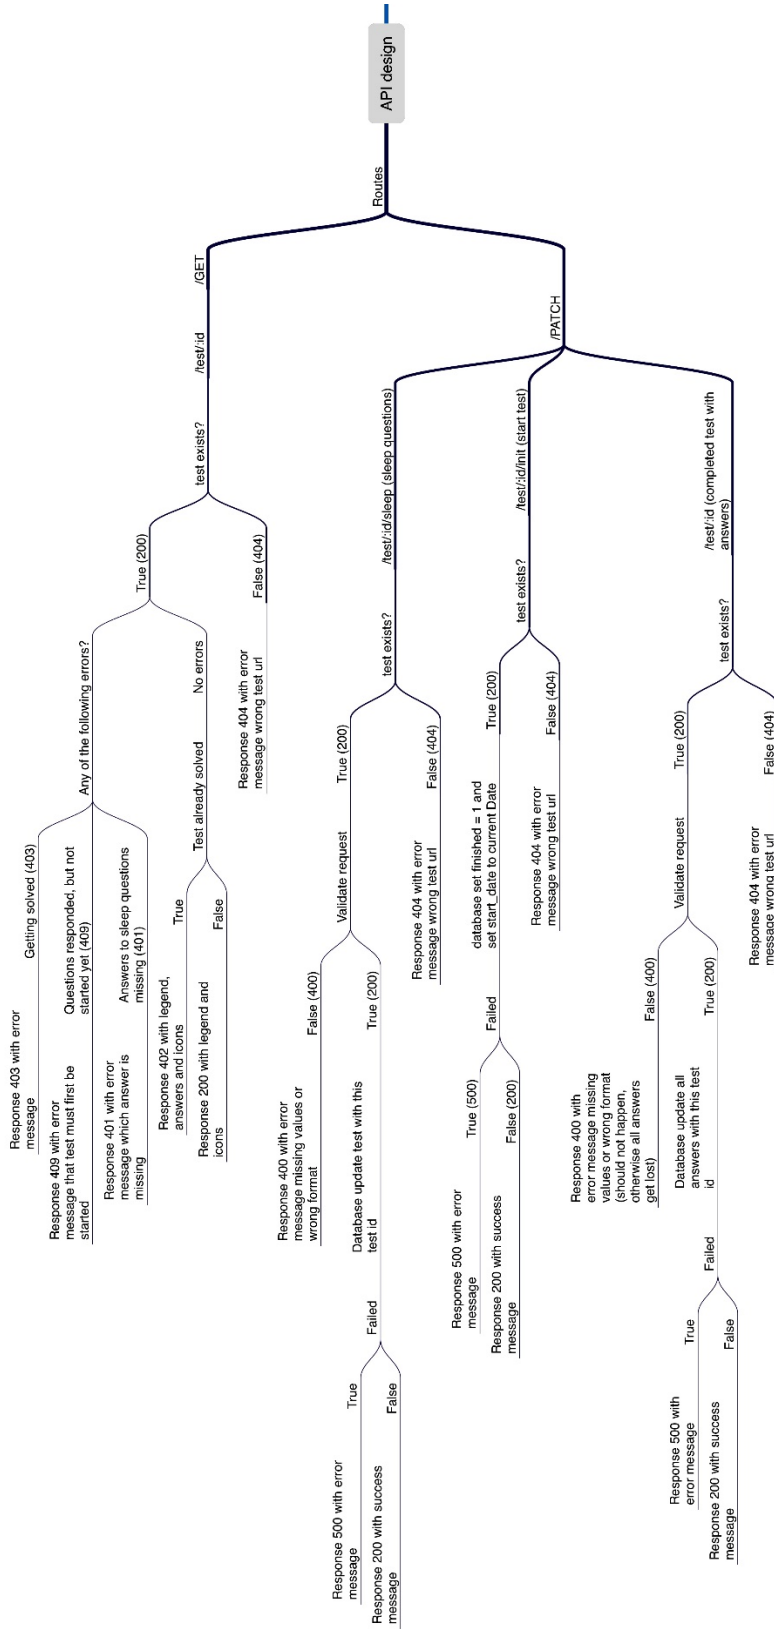 API design
Routes
/GET
/test/:id
test exists?
True (200)
Any of the following errors?
Getting solved (403)
Response 403 with error
message
Questions responded, but not
started yet (409)
Response 409 with error
message that test must first be
started
Answers to sleep questions
missing (401)
Response 401 with error
message which answer is
missing
No errors
Test already solved
True
Response 402 with legend,
answers and icons
False
Response 200 with legend and
icons
False (404)
Response 404 with error
message wrong test url
/PATCH
/test/:id/sleep (sleep questions)
test exists?
True (200)
Validate request
False (400)
Response 400 with error
message missing values or
wrong format
True (200)
Database update test with this
test id
Failed
True
Response 500 with error
message
False
Response 200 with success
message
False (404)
Response 404 with error
message wrong test url
/test/:id/init (start test)
test exists?
True (200)
database set finished = 1 and
set start_date to current Date
Failed
True (500)
Response 500 with error
message
False (200)
Response 200 with success
message
False (404)
Response 404 with error
message wrong test url
/test/:id (completed test with
answers)
test exists?
True (200)
Validate request
False (400)
Response 400 with
error message missing
values or wrong format
(should not happen,
otherwise all answers
get lost)
True (200)
Database update all
answers with this test
id
Failed
True
Response 500 with
error message
False
Response 200 with success
message
False (404)
Response 404 with error
message wrong test url